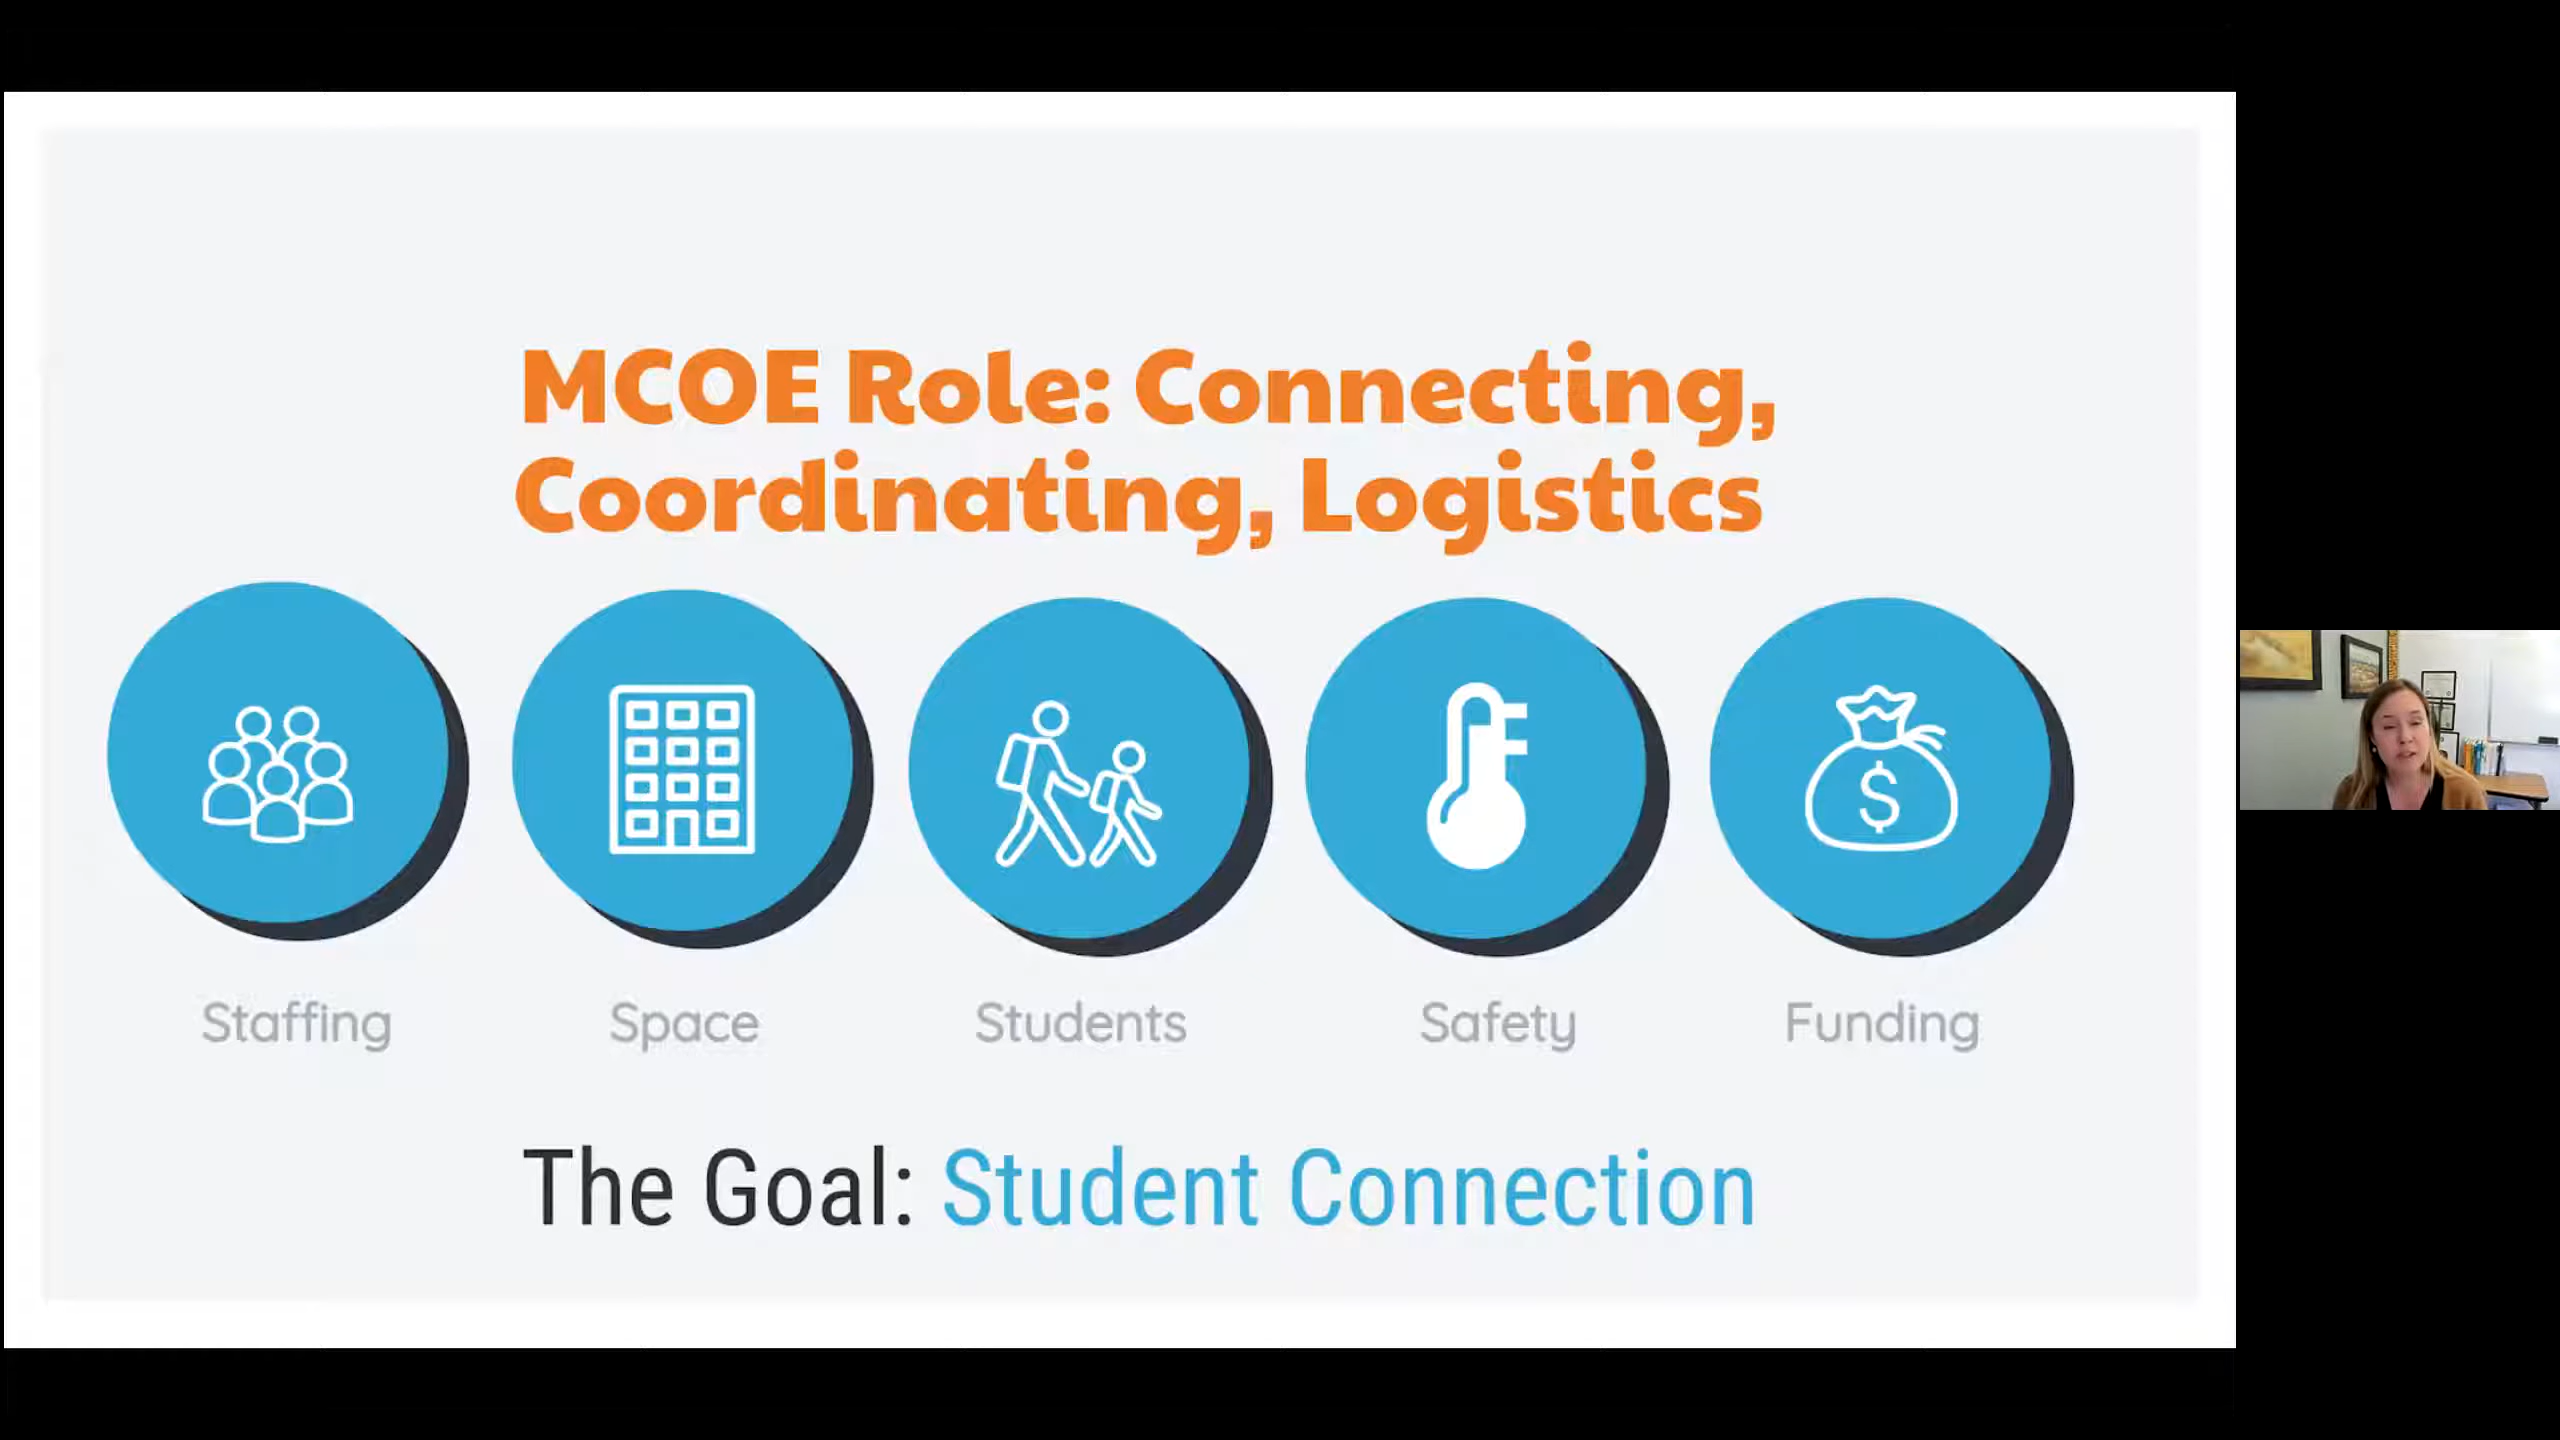 MCOE Role: Connecting,
Coordinating, Logistics
Staffing
Space
Students
Safety
Funding
$
The Goal: Student Connection